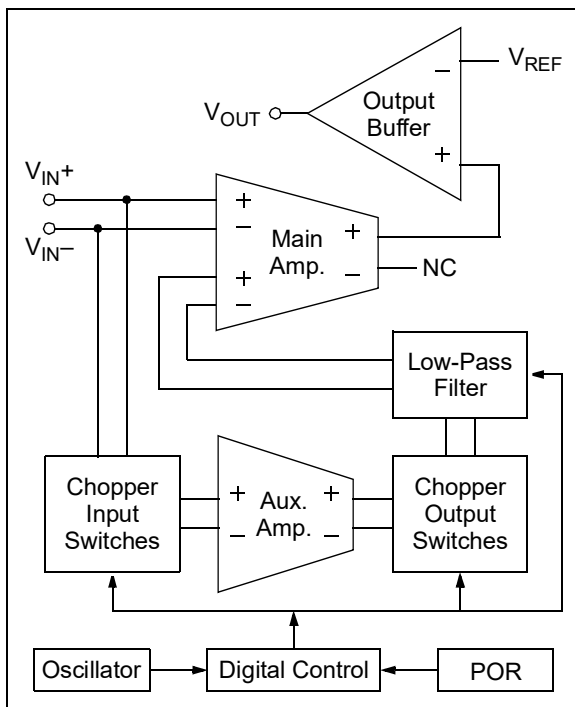 V_REF
−
Output
Buffer
V_OUT
+
V_IN+
V_IN–
+
−
Main
Amp.
+
−
NC
+
−
Low-Pass
Filter
Chopper
Input
Switches
+
−
Aux.
Amp.
+
−
Chopper
Output
Switches
Oscillator
Digital Control
POR